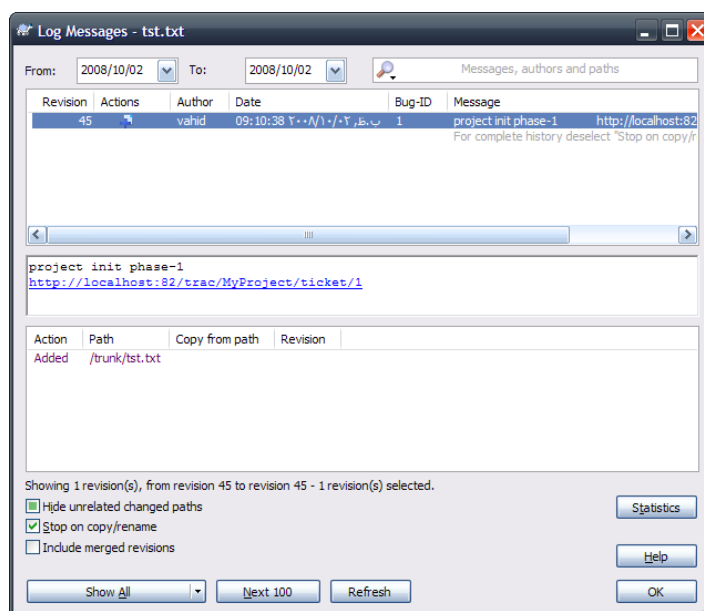 Log Messages - tst.txt
From: 2008/10/02 To: 2008/10/02 Messages, authors and paths
Revision Actions Author Date Bug-ID Message
45 vahid 09:10:38 ب.ظ, ۲۰۰۸/۱۰/۰۲ 1 project init phase-1 http://localhost:82
For complete history deselect "Stop on copy/r
project init phase-1
http://localhost:82/trac/MyProject/ticket/1
Action Path Copy from path Revision
Added /trunk/tst.txt
Showing 1 revision(s), from revision 45 to revision 45 - 1 revision(s) selected.
Hide unrelated changed paths
Statistics
Stop on copy/rename
Include merged revisions
Help
Show All Next 100 Refresh OK